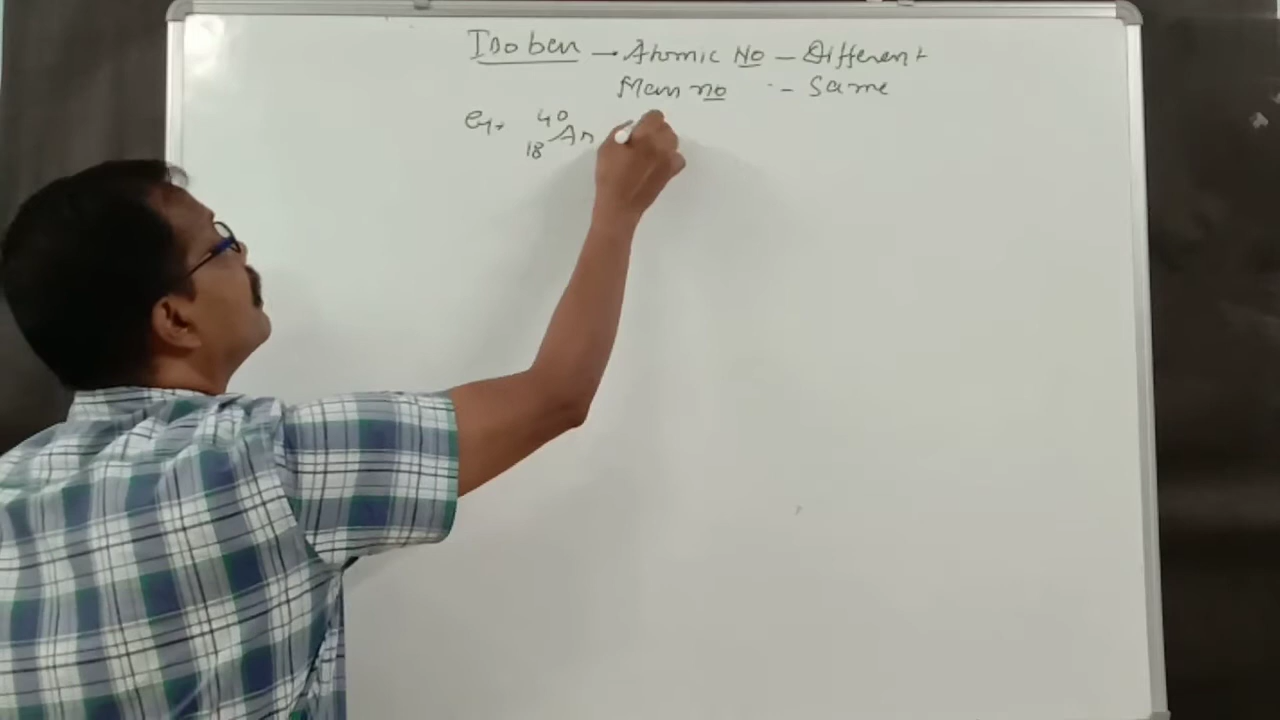 Isobar → Atomic No - Different
Mass no :- Same
Eg → 40 18 Ar